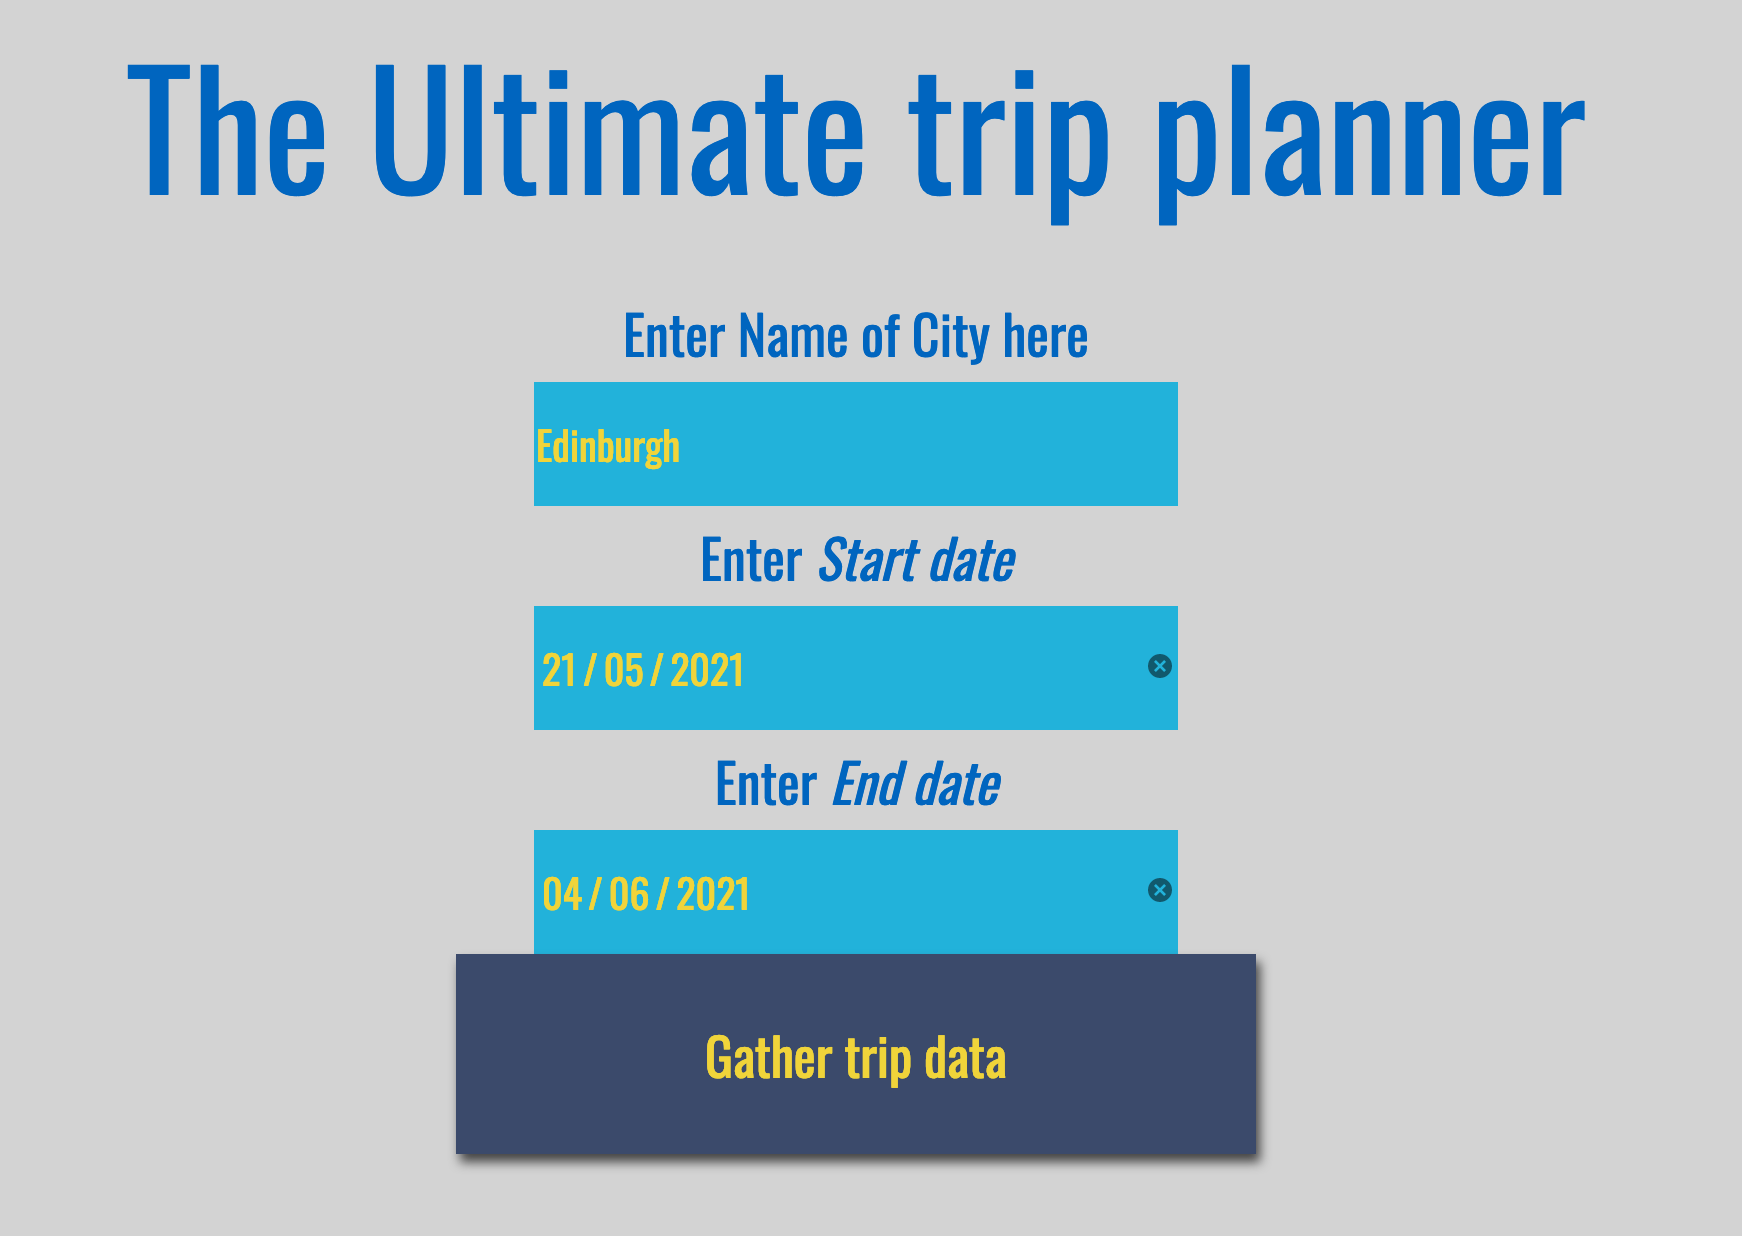 The Ultimate trip planner
Enter Name of City here
Edinburgh
Enter Start date
21 / 05 / 2021
Enter End date
04 / 06 / 2021
Gather trip data